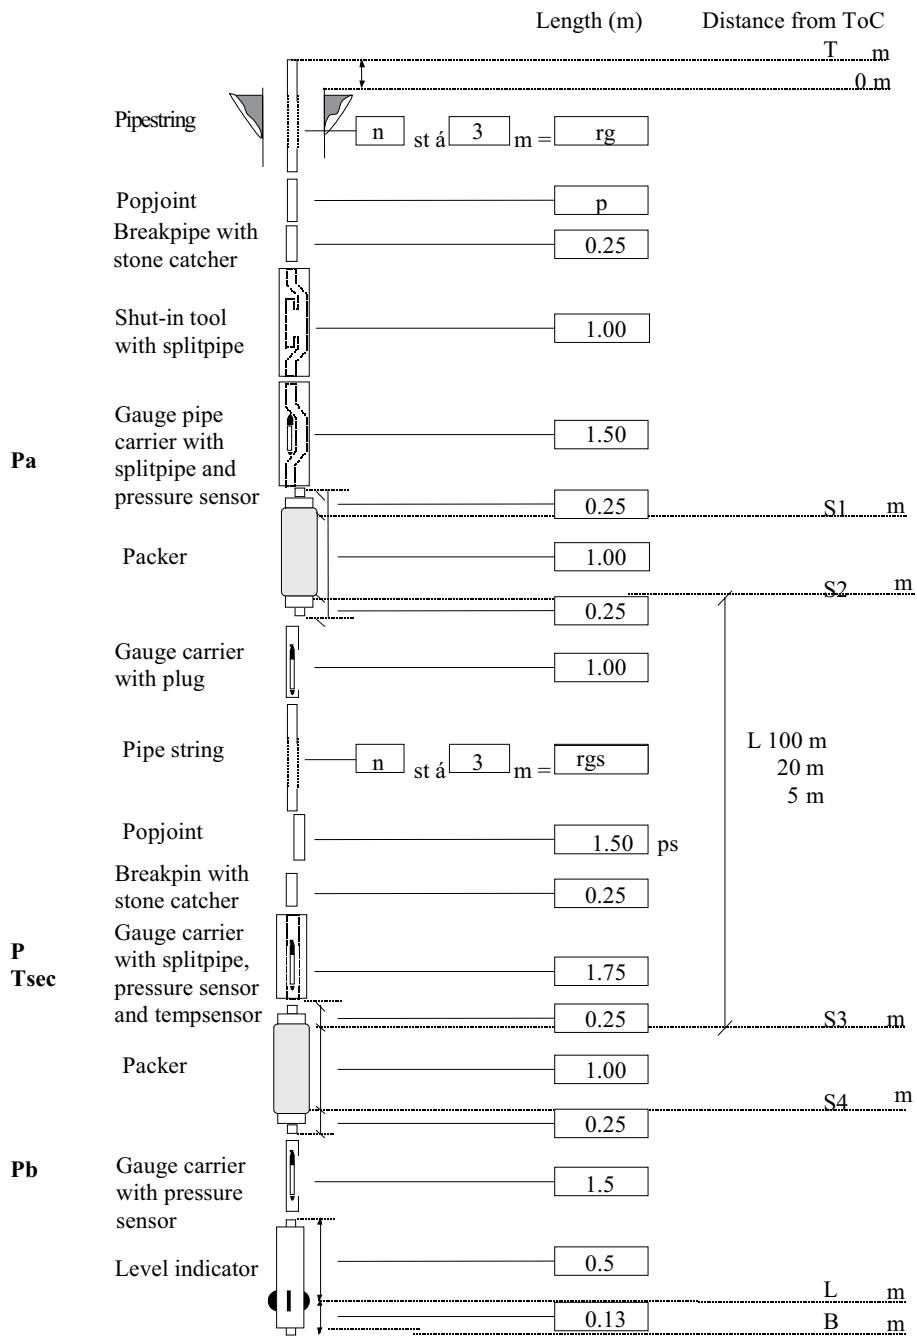 Length (m) Distance from ToC
T m
0 m
Pipestring n st á 3 m = rg
Popjoint p
Breakpipe with
stone catcher 0.25
Shut-in tool
with splitpipe 1.00
Gauge pipe
carrier with
splitpipe and
pressure sensor 1.50
Pa
0.25 S1 m
Packer 1.00
S2 m
0.25
Gauge carrier
with plug 1.00
Pipe string n st á 3 m = rgs
L 100 m
20 m
5 m
Popjoint 1.50 ps
Breakpin with
stone catcher 0.25
Gauge carrier
with splitpipe,
pressure sensor
and tempsensor 1.75
P
Tsec
0.25 S3 m
Packer 1.00
S4 m
0.25
Pb
Gauge carrier
with pressure
sensor 1.5
Level indicator 0.5
L m
0.13 B m